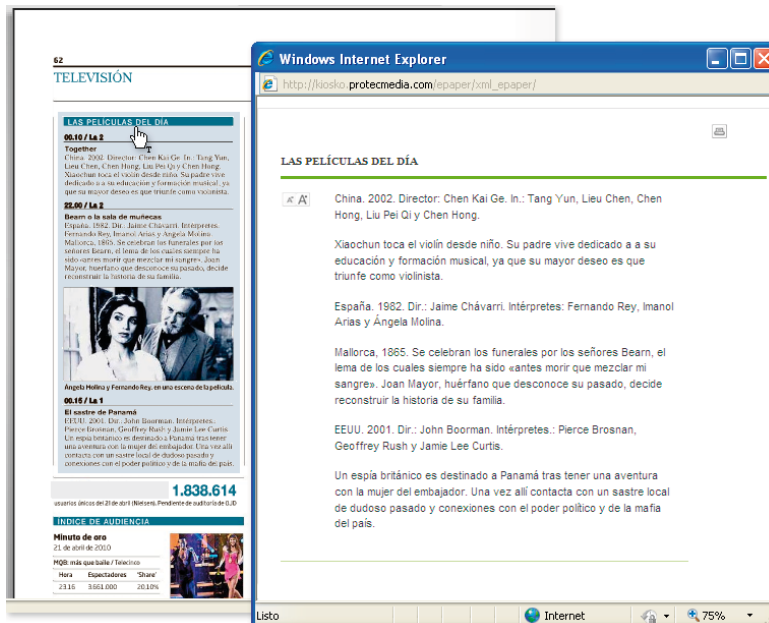 62
TELEVISIÓN
LAS PELÍCULAS DEL DÍA
00.10 / La 2
Together
China. 2002. Director: Chen Kai Ge. In.: Tang Yun,
Lieu Chen, Chen Hong, Liu Pei Qi y Chen Hong.
Xiaochun toca el violín desde niño. Su padre vive
dedicado a a su educación y formación musical, ya
que su mayor deseo es que triunfe como violinista.
22.00 / La 2
Bearn o la sala de muñecas
España. 1982. Dir.: Jaime Chávarri. Intérpretes:
Fernando Rey, Imanol Arias y Angela Molina.
Mallorca, 1865. Se celebran los funerales por los
señores Bearn, el lema de los cuales siempre ha
sido «antes morir que mezclar mi sangre». Joan
Mayor, huérfano que desconoce su pasado, decide
reconstruir la historia de su familia.
Ángela Molina y Fernando Rey, en una escena de la película.
00.15 / La 1
El sastre de Panamá
EEUU. 2001. Dir.: John Boorman. Intérpretes.:
Pierce Brosnan, Geoffrey Rush y Jamie Lee Curtis.
Un espía británico es destinado a Panamá tras tener
una aventura con la mujer del embajador. Una vez allí
contacta con un sastre local de dudoso pasado y
conexiones con el poder político y de la mafia del país.
1.838.614
usuarios únicos del 21 de abril (Nielsen). Pendiente de auditoría de OJD
ÍNDICE DE AUDIENCIA
Minuto de oro
21 de abril de 2010
MQB: más que baile / Telecinco
Hora Espectadores 'Share'
23.16 3.661.000 20,10%
Windows Internet Explorer
http://kiosko.protecmedia.com/epaper/xml_epaper/
LAS PELÍCULAS DEL DÍA
A A
China. 2002. Director: Chen Kai Ge. In.: Tang Yun, Lieu Chen, Chen
Hong, Liu Pei Qi y Chen Hong.
Xiaochun toca el violín desde niño. Su padre vive dedicado a a su
educación y formación musical, ya que su mayor deseo es que
triunfe como violinista.
España. 1982. Dir.: Jaime Chávarri. Intérpretes: Fernando Rey, Imanol
Arias y Ángela Molina.
Mallorca, 1865. Se celebran los funerales por los señores Bearn, el
lema de los cuales siempre ha sido «antes morir que mezclar mi
sangre». Joan Mayor, huérfano que desconoce su pasado, decide
reconstruir la historia de su familia.
EEUU. 2001. Dir.: John Boorman. Intérpretes.: Pierce Brosnan,
Geoffrey Rush y Jamie Lee Curtis.
Un espía británico es destinado a Panamá tras tener una aventura
con la mujer del embajador. Una vez allí contacta con un sastre local
de dudoso pasado y conexiones con el poder político y de la mafia
del país.
Listo
Internet
75%